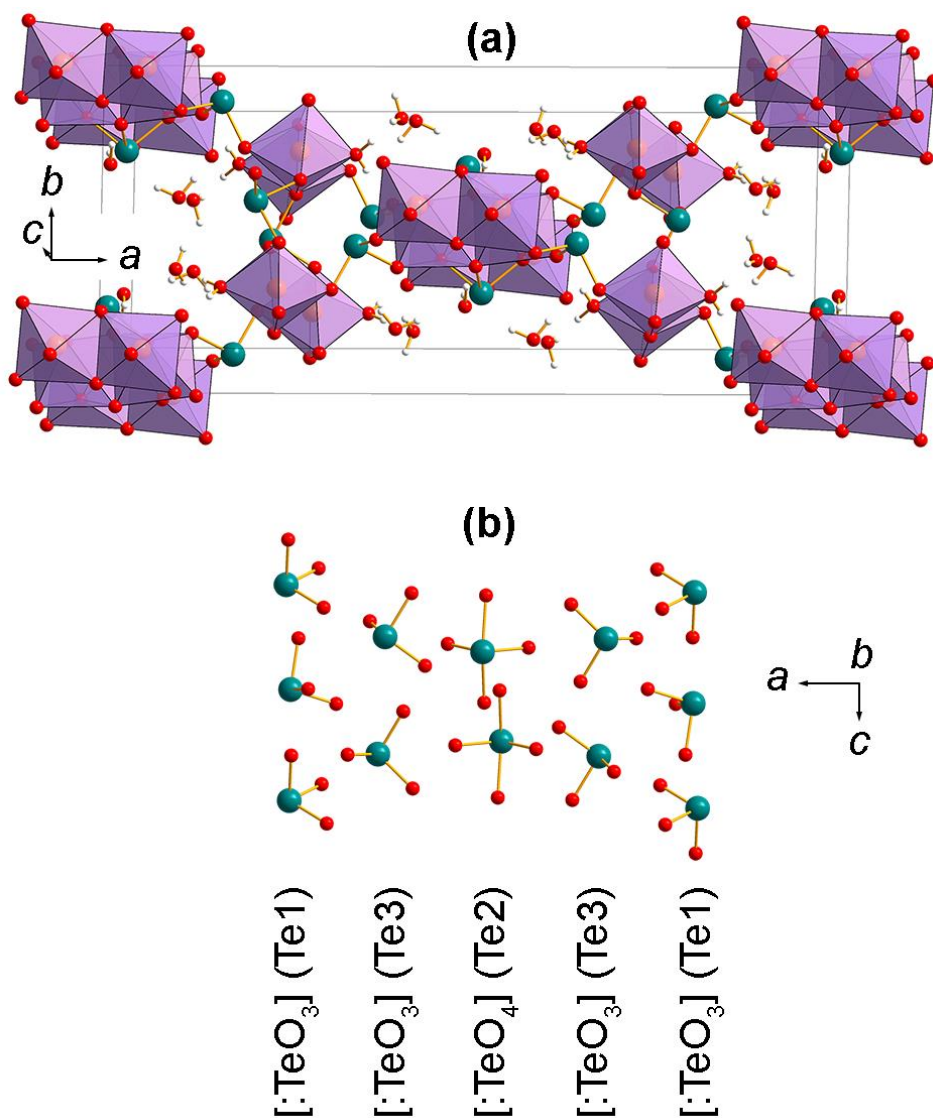 (a)
b
c
a
(b)
a
b
c
[:TeO₃] (Te1)
[:TeO₃] (Te3)
[:TeO₄] (Te2)
[:TeO₃] (Te3)
[:TeO₃] (Te1)